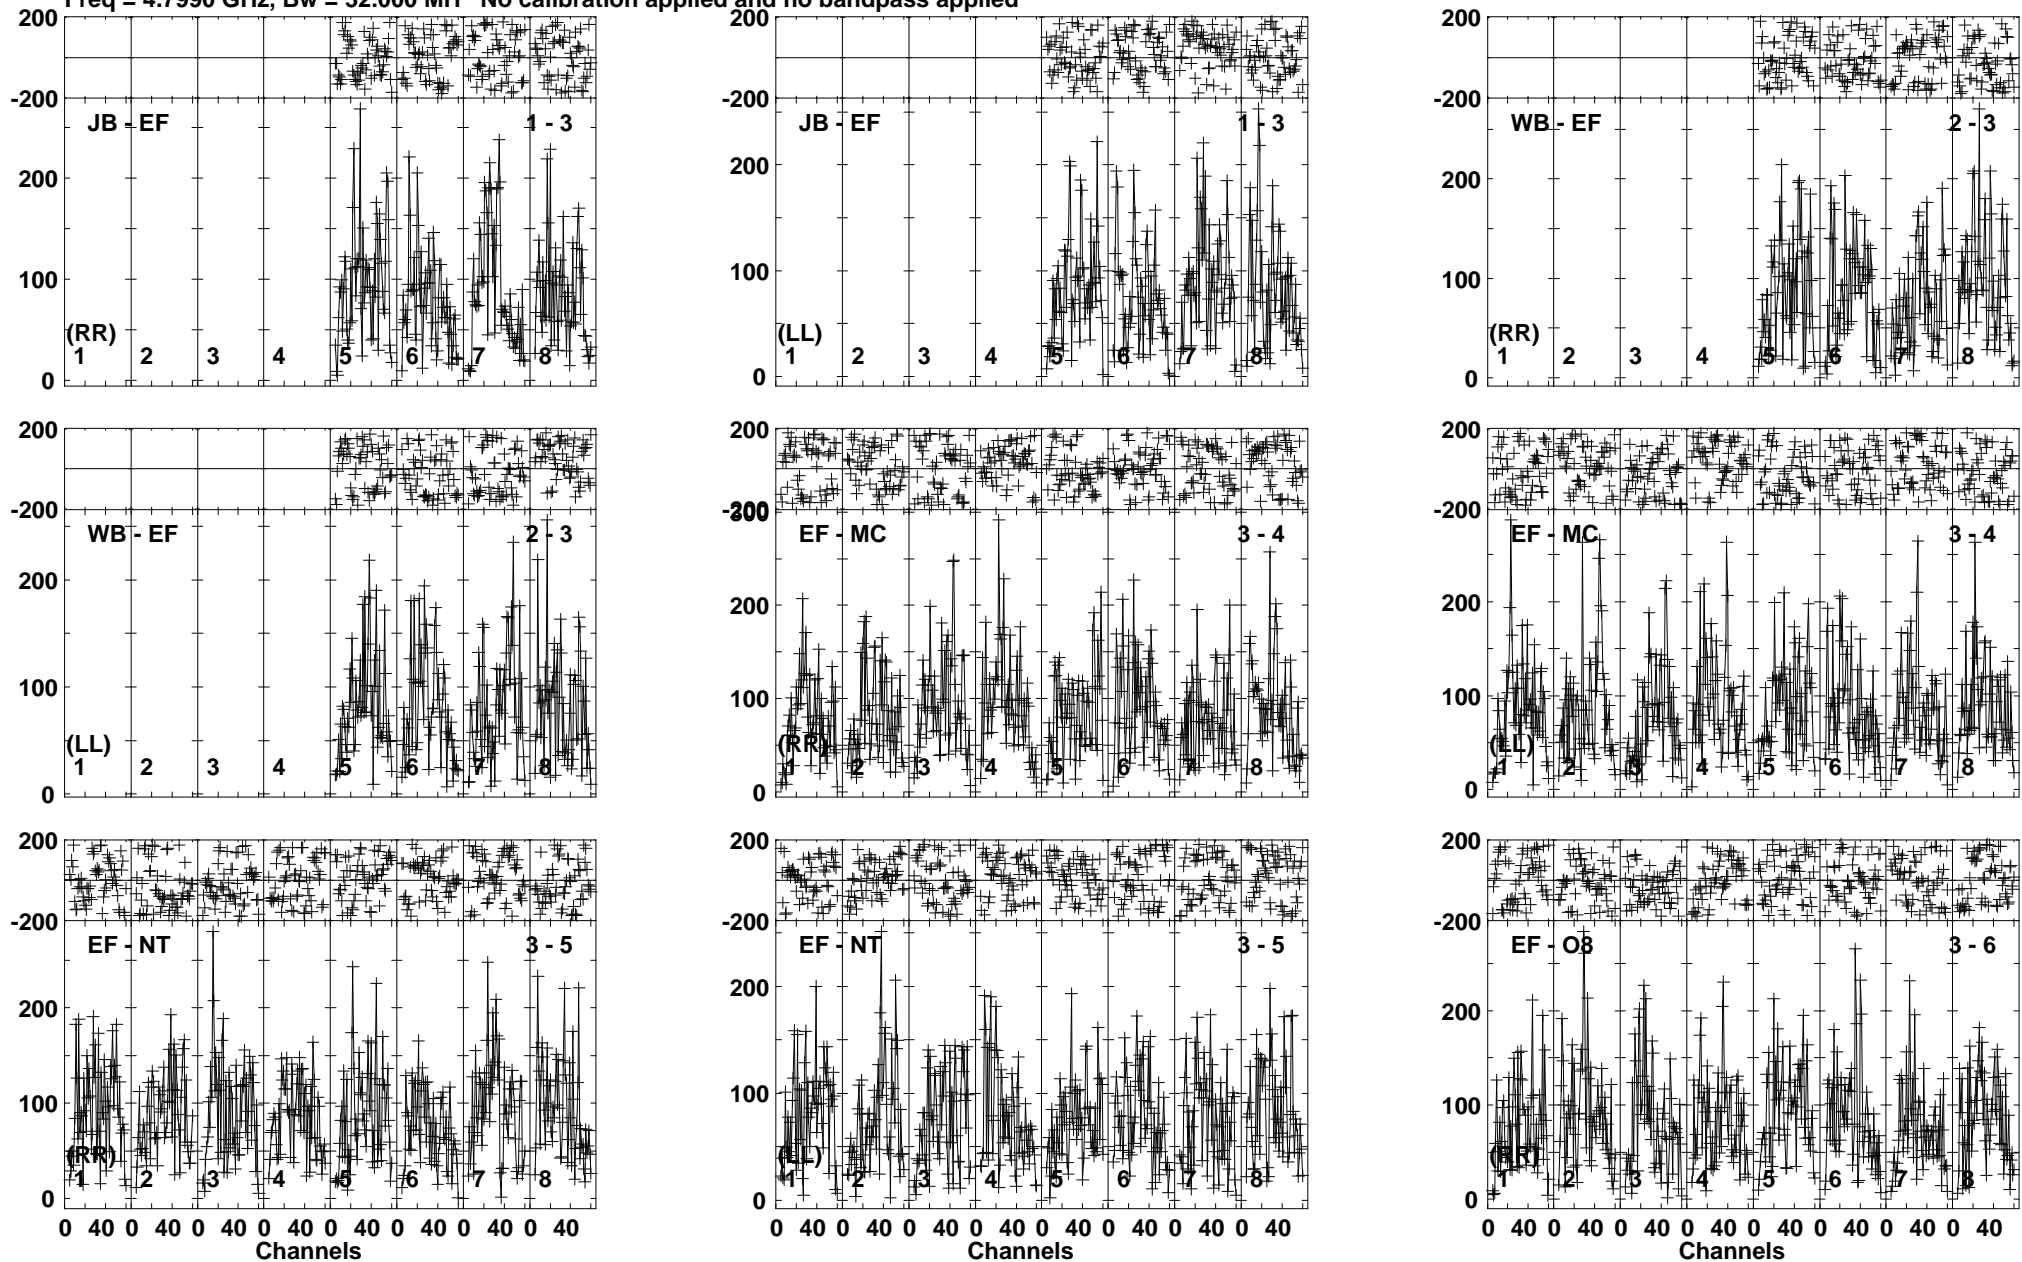 Freq = 4.7990 GHz, Bw = 32.000 MH No calibration applied and no bandpass applied
200 200 200
-200 -200 -200
JB - EF 1 - 3 JB - EF 1 - 3 WB - EF 2 - 3
200 200 200
100 100 100
(RR) (LL) (RR)
1 2 3 4 5 6 7 8 1 2 3 4 5 6 7 8 1 2 3 4 5 6 7 8
0 0 0
200 200 200
-200 -200 -200
300
WB - EF 2 - 3 EF - MC 3 - 4 EF - MC 3 - 4
200 200 200
100 100 100
(LL) (RR) (LL)
1 2 3 4 5 6 7 8 1 2 3 4 5 6 7 8 1 2 3 4 5 6 7 8
0 0 0
200 200 200
-200 -200 -200
EF - NT 3 - 5 EF - NT 3 - 5 EF - O8 3 - 6
200 200 200
100 100 100
(RR) (LL) (RR)
1 2 3 4 5 6 7 8 1 2 3 4 5 6 7 8 1 2 3 4 5 6 7 8
0 0 0
0 40 0 40 0 40 0 40 0 40 0 40 0 40 0 40 0 40 0 40 0 40 0 40 0 40 0 40 0 40 0 40 0 40 0 40 0 40 0 40 0 40 0 40 0 40 0 40
Channels Channels